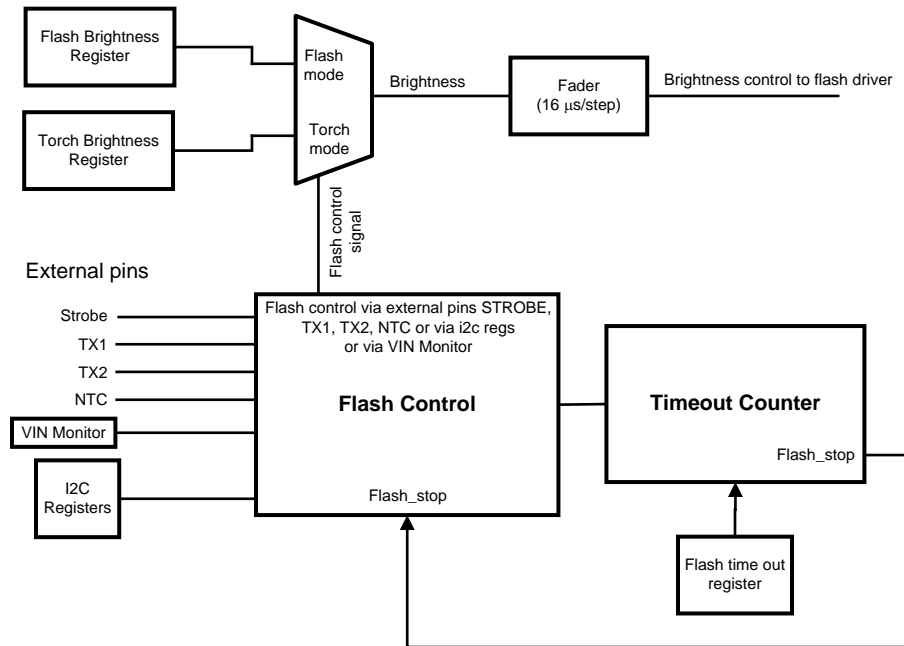 Flash Brightness
Register
Flash
mode
Brightness
Fader
(16 μs/step)
Brightness control to flash driver
Torch Brightness
Register
Torch
mode
Flash control
signal
External pins
Strobe
TX1
TX2
NTC
VIN Monitor
I2C
Registers
Flash control via external pins STROBE,
TX1, TX2, NTC or via i2c regs
or via VIN Monitor
Flash Control
Flash_stop
Timeout Counter
Flash_stop
Flash time out
register